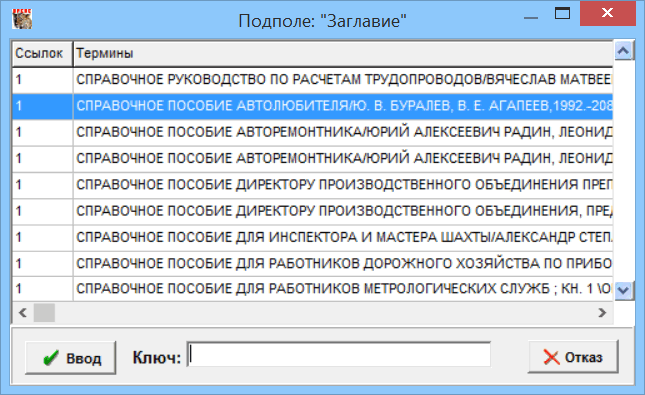 Подполе: "Заглавие"
Ссылок Термины
1 СПРАВОЧНОЕ РУКОВОДСТВО ПО РАСЧЕТАМ ТРУДОПРОВОДОВ/ВЯЧЕСЛАВ МАТВЕЕ
1 СПРАВОЧНОЕ ПОСОБИЕ АВТОЛЮБИТЕЛЯ/Ю. В. БУРАЛЕВ, В. Е. АГАПЕЕВ,1992.-208
1 СПРАВОЧНОЕ ПОСОБИЕ АВТОРЕМОНТНИКА/ЮРИЙ АЛЕКСЕЕВИЧ РАДИН, ЛЕОНИД
1 СПРАВОЧНОЕ ПОСОБИЕ АВТОРЕМОНТНИКА/ЮРИЙ АЛЕКСЕЕВИЧ РАДИН, ЛЕОНИД
1 СПРАВОЧНОЕ ПОСОБИЕ ДИРЕКТОРУ ПРОИЗВОДСТВЕННОГО ОБЪЕДИНЕНИЯ ПРЕП
1 СПРАВОЧНОЕ ПОСОБИЕ ДИРЕКТОРУ ПРОИЗВОДСТВЕННОГО ОБЪЕДИНЕНИЯ, ПРЕД
1 СПРАВОЧНОЕ ПОСОБИЕ ДЛЯ ИНСПЕКТОРА И МАСТЕРА ШАХТЫ/АЛЕКСАНДР СТЕПА
1 СПРАВОЧНОЕ ПОСОБИЕ ДЛЯ РАБОТНИКОВ ДОРОЖНОГО ХОЗЯЙСТВА ПО ПРИБО
1 СПРАВОЧНОЕ ПОСОБИЕ ДЛЯ РАБОТНИКОВ МЕТРОЛОГИЧЕСКИХ СЛУЖБ ; КН. 1 \О
Ввод Ключ: Отказ